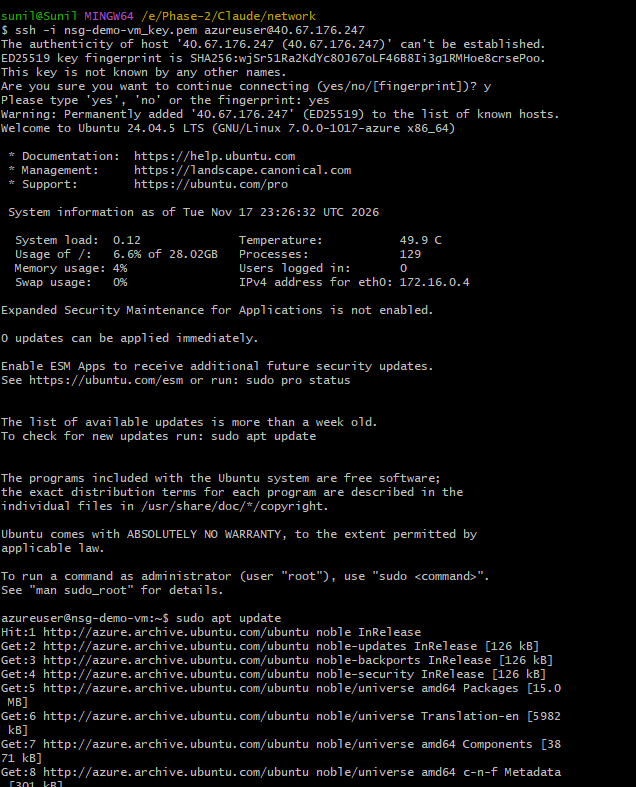 sunil@Sunil MINGW64 /e/Phase-2/Claude/network
$ ssh -i nsg-demo-vm_key.pem azureuser@40.67.176.247
The authenticity of host '40.67.176.247 (40.67.176.247)' can't be established.
ED25519 key fingerprint is SHA256:wjSr51Ra2KdYc8OJ67oLF46B8Ii3g1RMHoe8crsePoo.
This key is not known by any other names.
Are you sure you want to continue connecting (yes/no/[fingerprint])? y
Please type 'yes', 'no' or the fingerprint: yes
Warning: Permanently added '40.67.176.247' (ED25519) to the list of known hosts.
Welcome to Ubuntu 24.04.5 LTS (GNU/Linux 7.0.0-1017-azure x86_64)
* Documentation:  https://help.ubuntu.com
* Management:     https://landscape.canonical.com
* Support:        https://ubuntu.com/pro
System information as of Tue Nov 17 23:26:32 UTC 2026
System load:  0.12               Temperature:           49.9 C
Usage of /:   6.6% of 28.02GB   Processes:             129
Memory usage: 4%                 Users logged in:       0
Swap usage:   0%                 IPv4 address for eth0: 172.16.0.4
Expanded Security Maintenance for Applications is not enabled.
0 updates can be applied immediately.
Enable ESM Apps to receive additional future security updates.
See https://ubuntu.com/esm or run: sudo pro status
The list of available updates is more than a week old.
To check for new updates run: sudo apt update
The programs included with the Ubuntu system are free software;
the exact distribution terms for each program are described in the
individual files in /usr/share/doc/*/copyright.
Ubuntu comes with ABSOLUTELY NO WARRANTY, to the extent permitted by
applicable law.
To run a command as administrator (user "root"), use "sudo <command>".
See "man sudo_root" for details.
azureuser@nsg-demo-vm:~$ sudo apt update
Hit:1 http://azure.archive.ubuntu.com/ubuntu noble InRelease
Get:2 http://azure.archive.ubuntu.com/ubuntu noble-updates InRelease [126 kB]
Get:3 http://azure.archive.ubuntu.com/ubuntu noble-backports InRelease [126 kB]
Get:4 http://azure.archive.ubuntu.com/ubuntu noble-security InRelease [126 kB]
Get:5 http://azure.archive.ubuntu.com/ubuntu noble/universe amd64 Packages [15.0
MB]
Get:6 http://azure.archive.ubuntu.com/ubuntu noble/universe Translation-en [5982
kB]
Get:7 http://azure.archive.ubuntu.com/ubuntu noble/universe amd64 Components [38
71 kB]
Get:8 http://azure.archive.ubuntu.com/ubuntu noble/universe amd64 c-n-f Metadata
[301 kB]